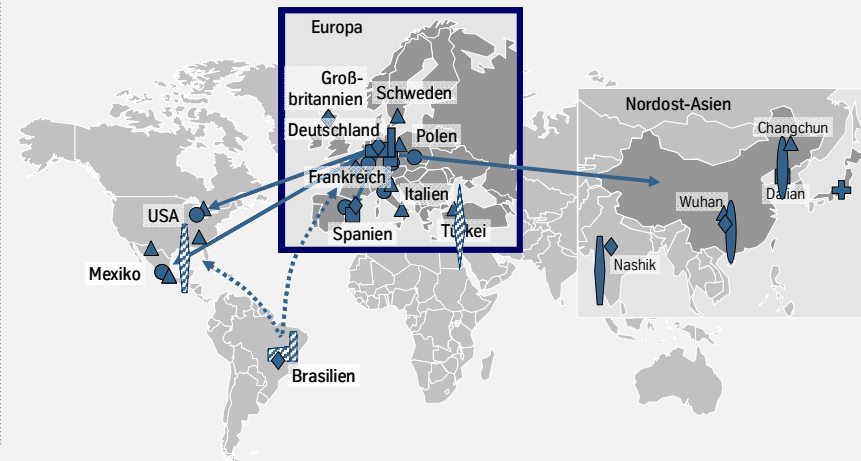 Europa
Groß-
britannien
Schweden
Deutschland
Polen
Frankreich
Italien
Spanien
Türkei
USA
Mexiko
Brasilien
Nordost-Asien
Changchun
Dalian
Wuhan
Nashik